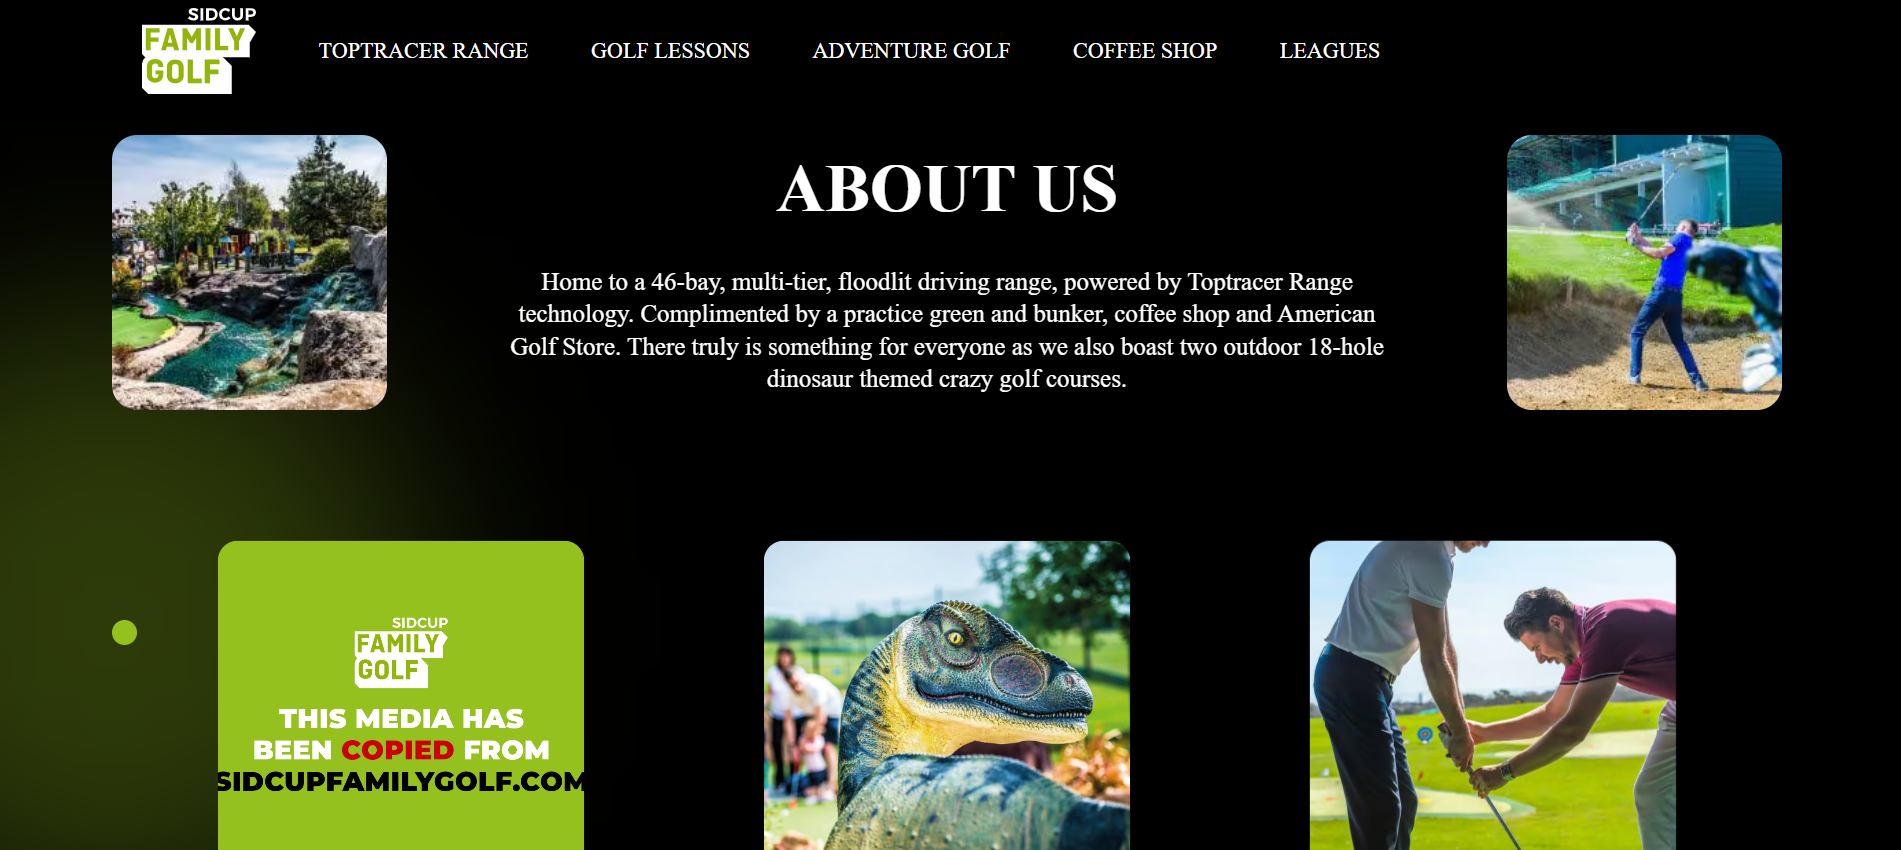 SIDCUP
FAMILY
GOLF
TOPTRACER RANGE
GOLF LESSONS
ADVENTURE GOLF
COFFEE SHOP
LEAGUES
ABOUT US
Home to a 46-bay, multi-tier, floodlit driving range, powered by Toptracer Range
technology. Complimented by a practice green and bunker, coffee shop and American
Golf Store. There truly is something for everyone as we also boast two outdoor 18-hole
dinosaur themed crazy golf courses.
SIDCUP
FAMILY
GOLF
THIS MEDIA HAS
BEEN COPIED FROM
SIDCUPFAMILYGOLF.COM